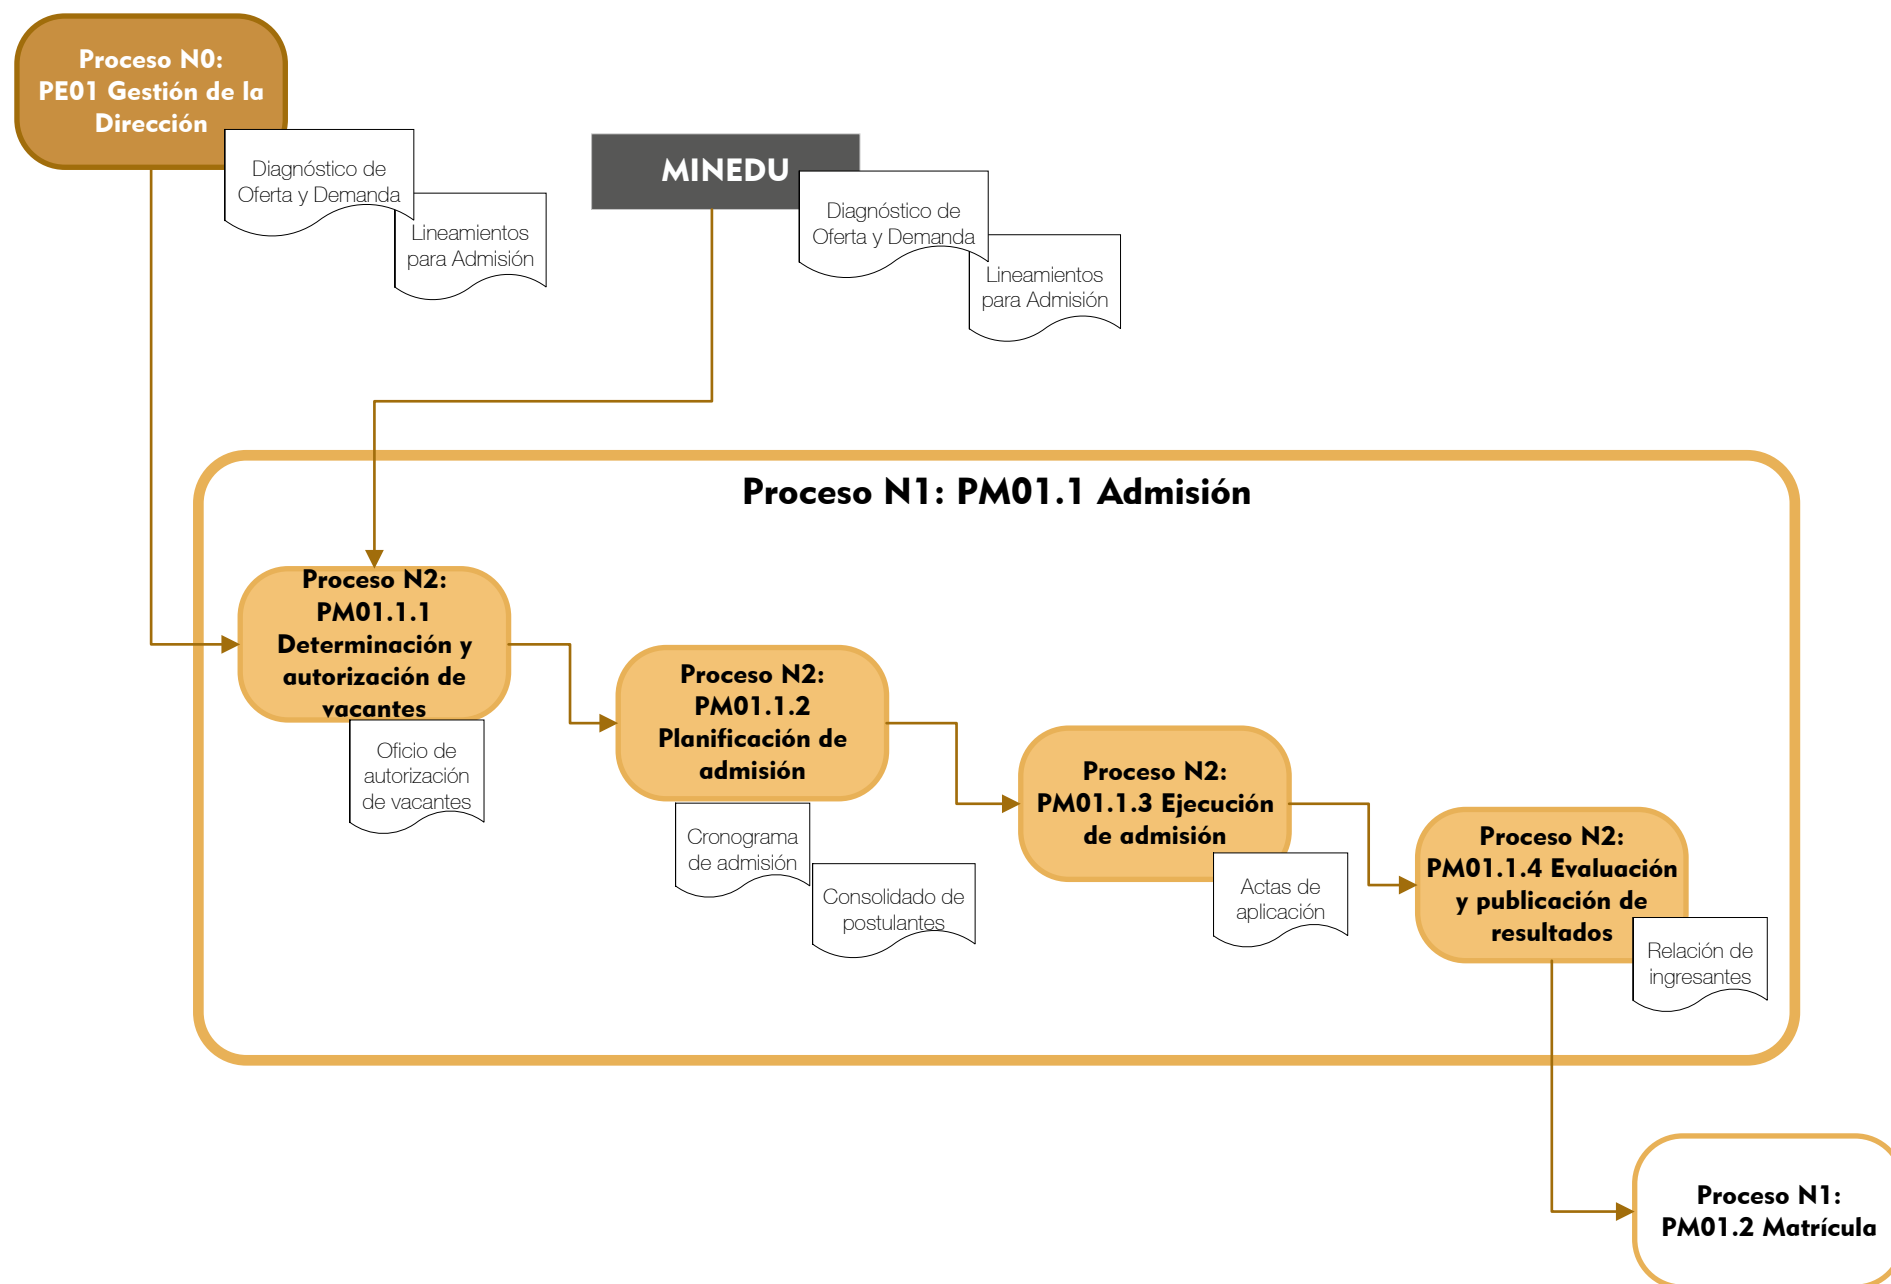 Proceso N0:
PE01 Gestión de la
Dirección
Diagnóstico de
Oferta y Demanda
Lineamientos
para Admisión
MINEDU
Diagnóstico de
Oferta y Demanda
Lineamientos
para Admisión
Proceso N1: PM01.1 Admisión
Proceso N2:
PM01.1.1
Determinación y
autorización de
vacantes
Oficio de
autorización
de vacantes
Proceso N2:
PM01.1.2
Planificación de
admisión
Cronograma
de admisión
Consolidado de
postulantes
Proceso N2:
PM01.1.3 Ejecución
de admisión
Actas de
aplicación
Proceso N2:
PM01.1.4 Evaluación
y publicación de
resultados
Relación de
ingresantes
Proceso N1:
PM01.2 Matrícula